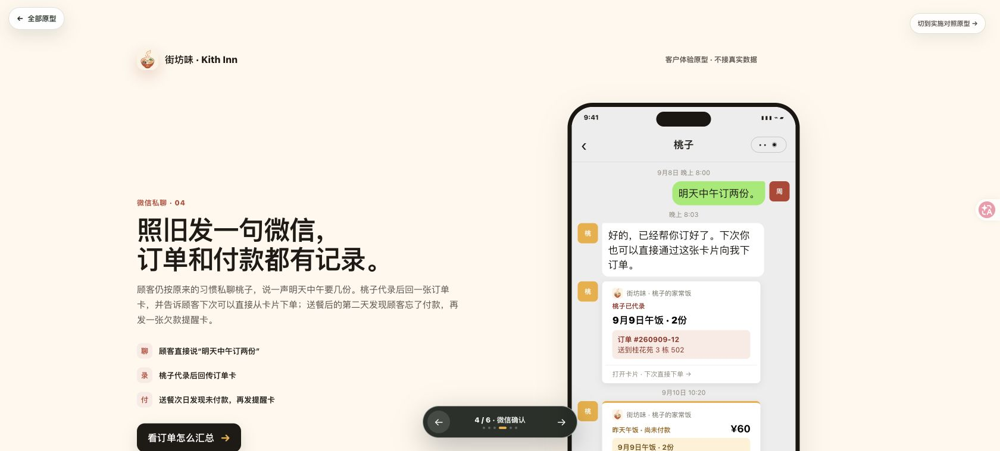 ← 全部原型
切到实施对照原型 →
街坊味 · Kith Inn
客户体验原型 · 不接真实数据
微信私聊 · 04
照旧发一句微信，
订单和付款都有记录。
顾客仍按原来的习惯私聊桃子，说一声明天中午要几份。桃子代录后回一张订单
卡，并告诉顾客下次可以直接从卡片下单；送餐后的第二天发现顾客忘了付款，再
发一张欠款提醒卡。
聊 顾客直接说“明天中午订两份”
录 桃子代录后回传订单卡
付 送餐次日发现未付款，再发提醒卡
看订单怎么汇总 →
← 4 / 6 · 微信确认 →
9:41
桃子
9月8日 晚上 8:00
明天中午订两份。
周
晚上 8:03
桃
好的，已经帮你订好了。下次你
也可以直接通过这张卡片向我下
订单。
桃
街坊味 · 桃子的家常饭
桃子已代录
9月9日午饭 · 2份
订单 #260909-12
送到桂花苑 3 栋 502
打开卡片 · 下次直接下单 →
9月10日 10:20
桃
街坊味 · 桃子的家常饭
昨天午饭 · 尚未付款 ¥60
9月9日午饭 · 2份